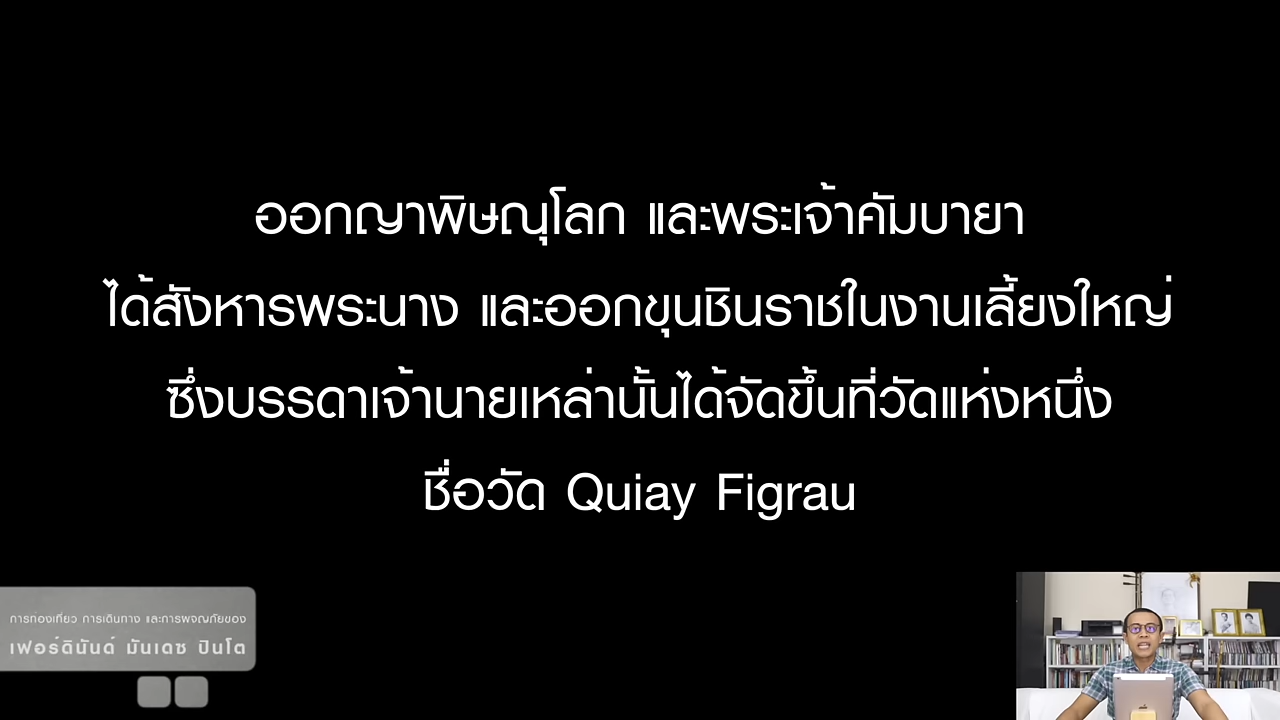 ออกญาพิษณุโลก และพระเจ้าคัมบายา
ได้สังหารพระนาง และออกขุนชินราชในงานเลี้ยงใหญ่
ซึ่งบรรดาเจ้านายเหล่านั้นได้จัดขึ้นที่วัดแห่งหนึ่ง
ชื่อวัด Quiay Figrau
การท่องเที่ยว การเดินทาง และการผจญภัยของ
เฟอร์ดินันด์ มันเดซ ปินโต